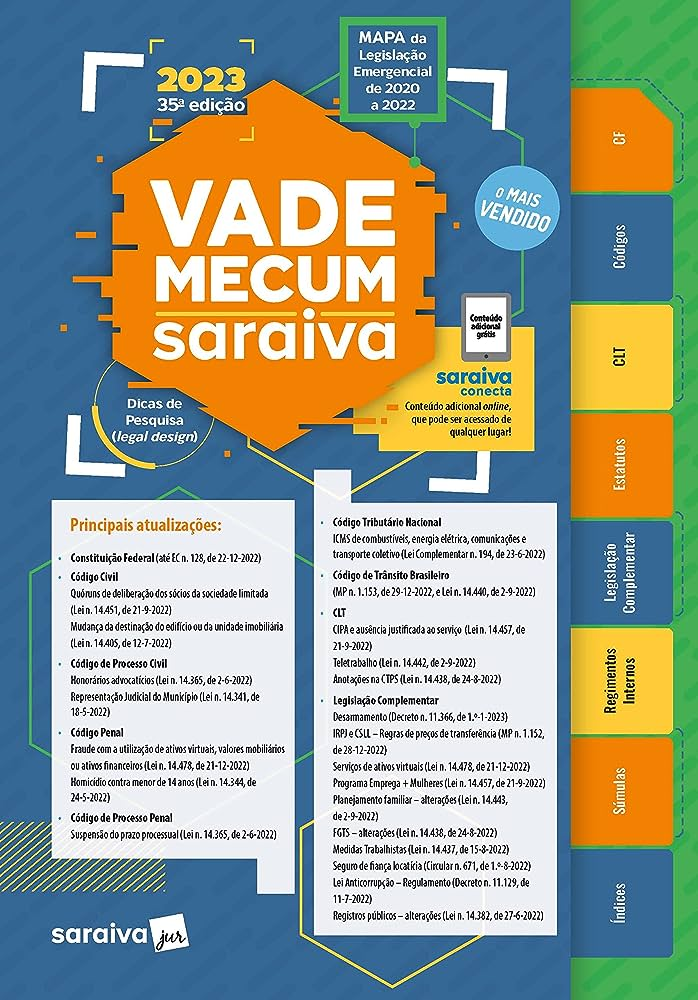 2023
35ª edição
MAPA da
Legislação
Emergencial
de 2020
a 2022
VADE
MECUM
saraiva
O MAIS
VENDIDO
Conteúdo
adicional
grátis
saraiva
conecta
Conteúdo adicional online,
que pode ser acessado de
qualquer lugar!
Dicas de
Pesquisa
(legal design)
Principais atualizações:
• Constituição Federal (até EC n. 128, de 22-12-2022)
• Código Civil
Quóruns de deliberação dos sócios da sociedade limitada
(Lei n. 14.451, de 21-9-2022)
Mudança da destinação do edifício ou da unidade imobiliária
(Lei n. 14.405, de 12-7-2022)
• Código de Processo Civil
Honorários advocatícios (Lei n. 14.365, de 2-6-2022)
Representação Judicial do Município (Lei n. 14.341, de
18-5-2022)
• Código Penal
Fraude com a utilização de ativos virtuais, valores mobiliários
ou ativos financeiros (Lei n. 14.478, de 21-12-2022)
Homicídio contra menor de 14 anos (Lei n. 14.344, de
24-5-2022)
• Código de Processo Penal
Suspensão do prazo processual (Lei n. 14.365, de 2-6-2022)
• Código Tributário Nacional
ICMS de combustíveis, energia elétrica, comunicações e
transporte coletivo (Lei Complementar n. 194, de 23-6-2022)
• Código de Trânsito Brasileiro
(MP n. 1.153, de 29-12-2022, e Lei n. 14.440, de 2-9-2022)
• CLT
CIPA e ausência justificada ao serviço (Lei n. 14.457, de
21-9-2022)
Teletrabalho (Lei n. 14.442, de 2-9-2022)
Anotações na CTPS (Lei n. 14.438, de 24-8-2022)
• Legislação Complementar
Desarmamento (Decreto n. 11.366, de 1.º-1-2023)
IRPJ e CSLL – Regras de preços de transferência (MP n. 1.152,
de 28-12-2022)
Serviços de ativos virtuais (Lei n. 14.478, de 21-12-2022)
Programa Emprega + Mulheres (Lei n. 14.457, de 21-9-2022)
Planejamento familiar – alterações (Lei n. 14.443,
de 2-9-2022)
FGTS – alterações (Lei n. 14.438, de 24-8-2022)
Medidas Trabalhistas (Lei n. 14.437, de 15-8-2022)
Seguro de fiança locatícia (Circular n. 671, de 1.º-8-2022)
Lei Anticorrupção – Regulamento (Decreto n. 11.129, de
11-7-2022)
Registros públicos – alterações (Lei n. 14.382, de 27-6-2022)
saraiva jur
CF
Códigos
CLT
Estatutos
Legislação
Complementar
Regimentos
Internos
Súmulas
Índices